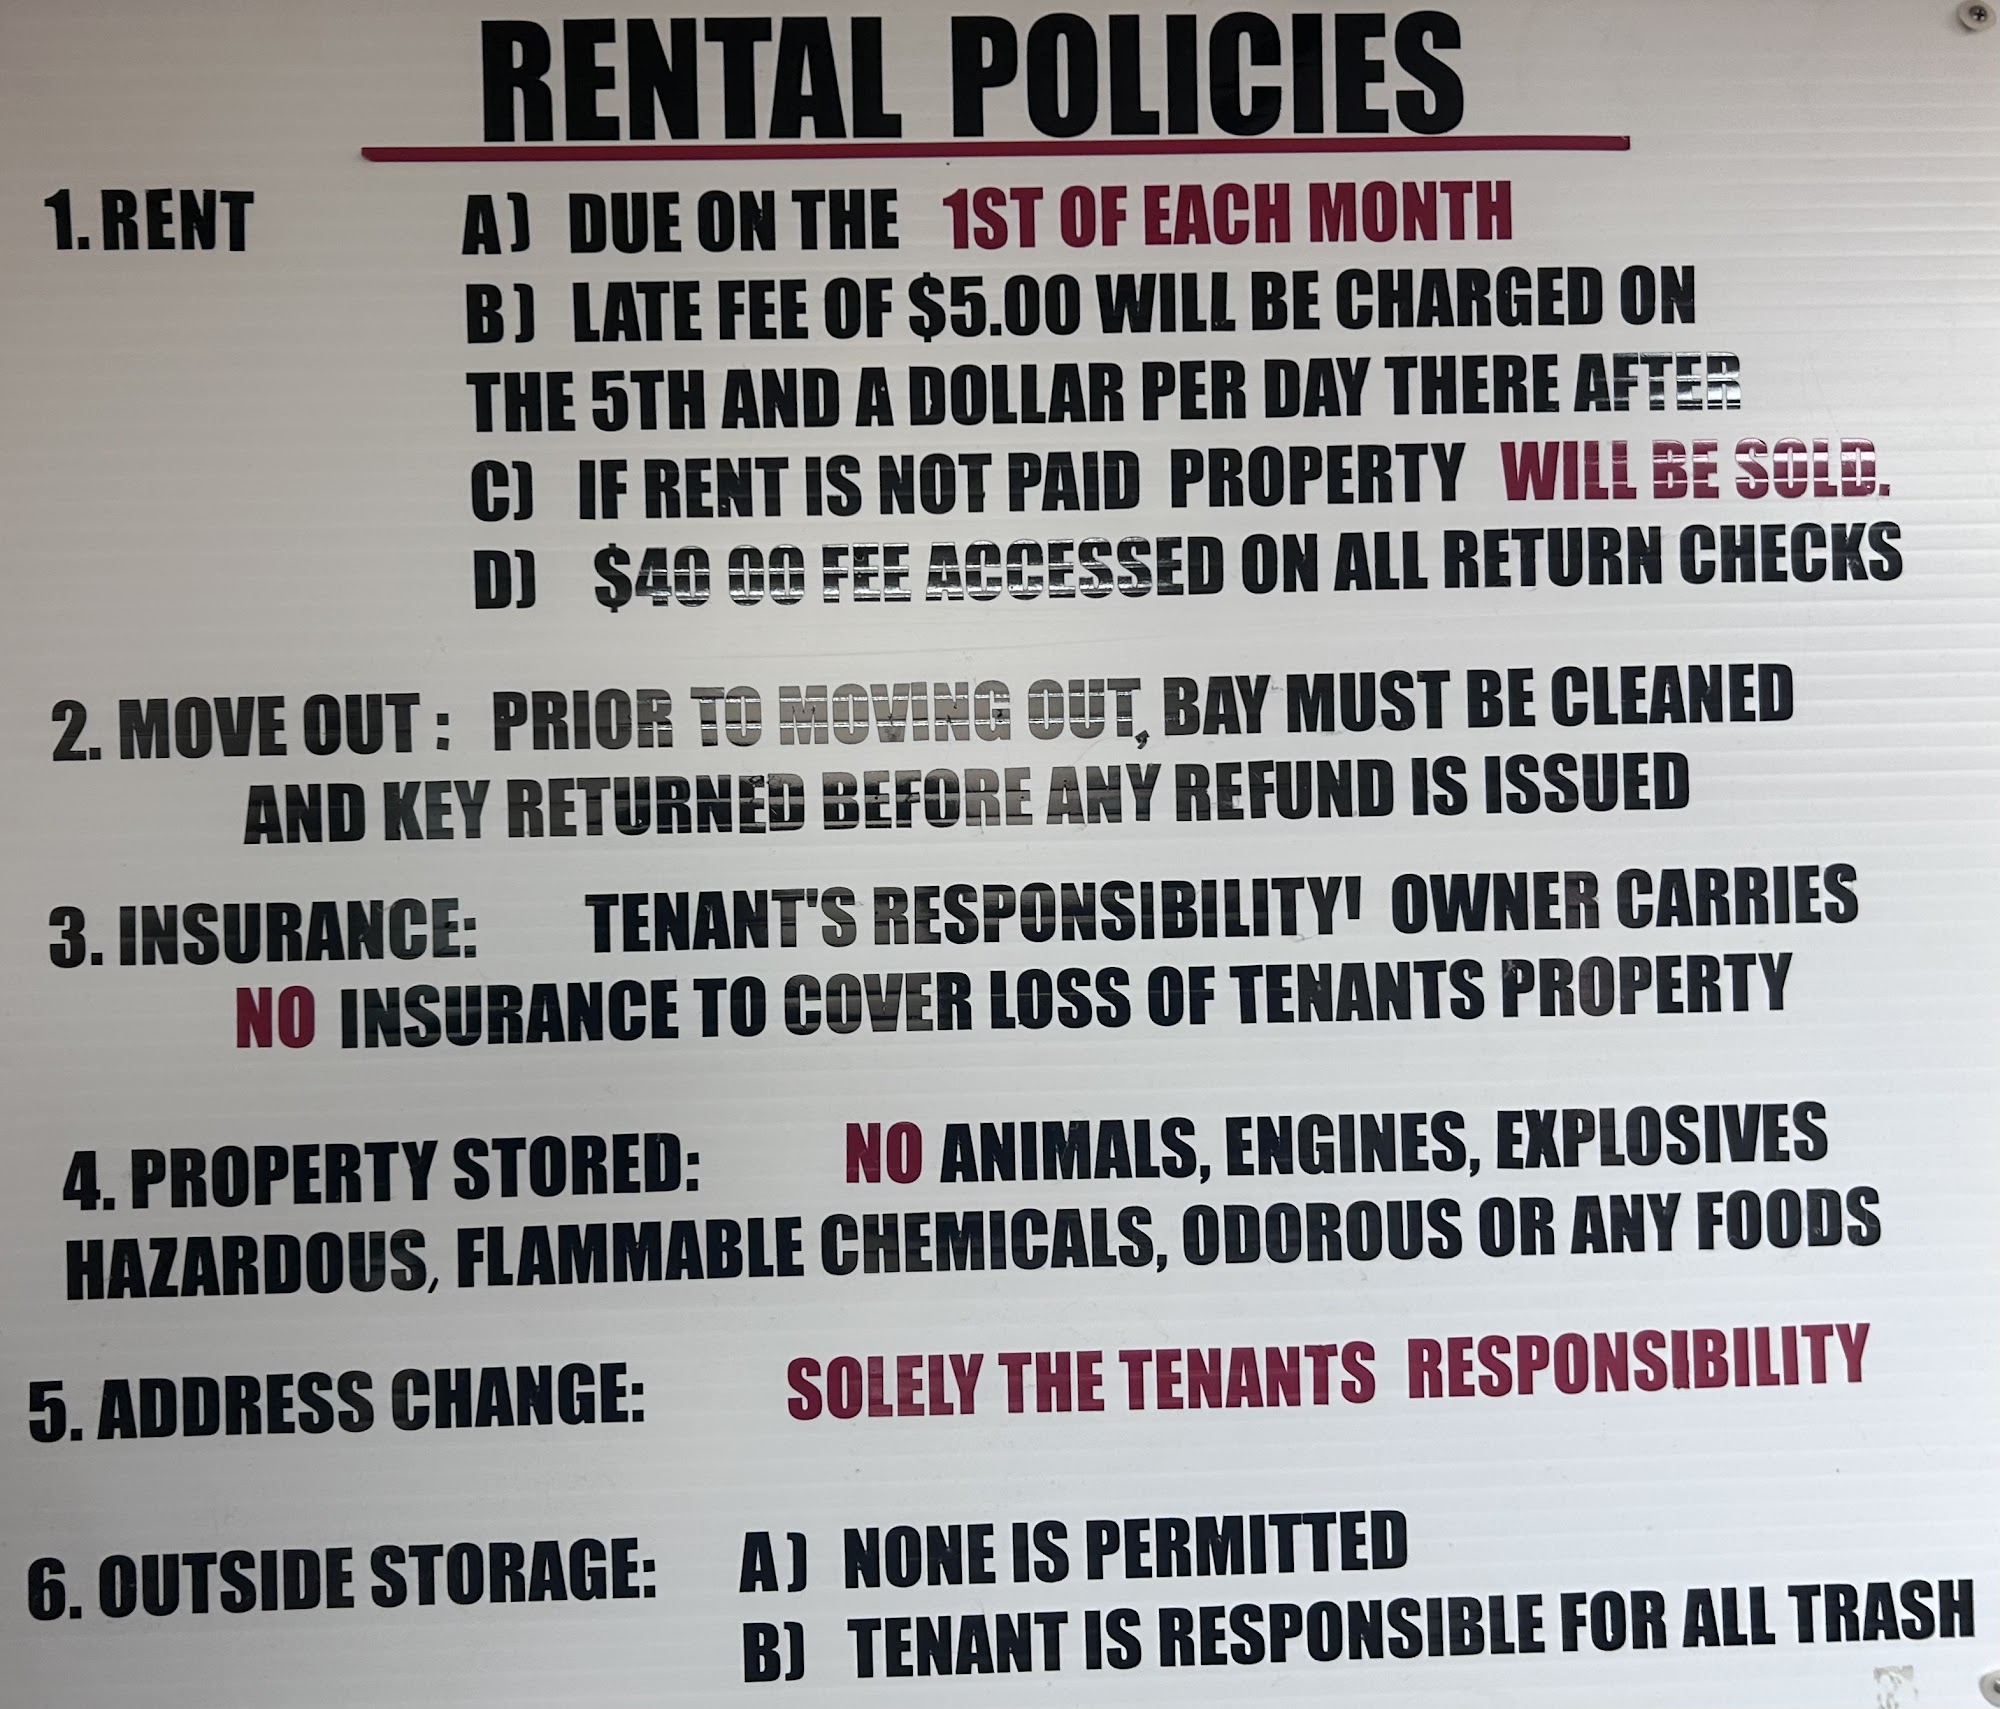 RENTAL POLICIES
1. RENT A) DUE ON THE 1ST OF EACH MONTH
B) LATE FEE OF $5.00 WILL BE CHARGED ON
THE 5TH AND A DOLLAR PER DAY THERE AFTER
C) IF RENT IS NOT PAID PROPERTY WILL BE SOLD.
D) $40 00 FEE ACCESSED ON ALL RETURN CHECKS
2. MOVE OUT : PRIOR TO MOVING OUT, BAY MUST BE CLEANED
AND KEY RETURNED BEFORE ANY REFUND IS ISSUED
3. INSURANCE: TENANT'S RESPONSIBILITY! OWNER CARRIES
NO INSURANCE TO COVER LOSS OF TENANTS PROPERTY
4. PROPERTY STORED: NO ANIMALS, ENGINES, EXPLOSIVES
HAZARDOUS, FLAMMABLE CHEMICALS, ODOROUS OR ANY FOODS
5. ADDRESS CHANGE: SOLELY THE TENANTS RESPONSIBILITY
6. OUTSIDE STORAGE: A) NONE IS PERMITTED
B) TENANT IS RESPONSIBLE FOR ALL TRASH